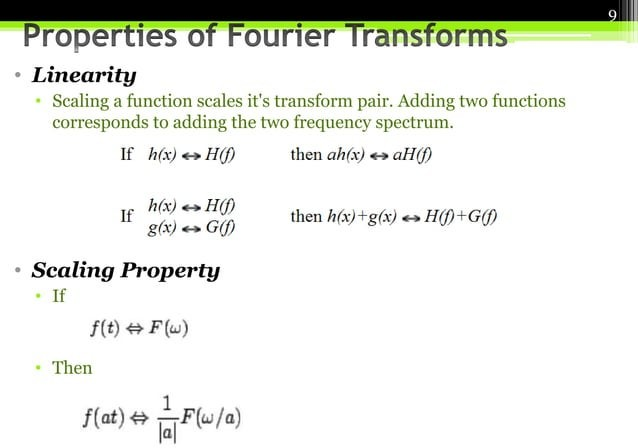 9
Properties of Fourier Transforms
• Linearity
• Scaling a function scales it's transform pair. Adding two functions
corresponds to adding the two frequency spectrum.
If h(x) ↔ H(f) then ah(x) ↔ aH(f)
If h(x) ↔ H(f)
g(x) ↔ G(f) then h(x)+g(x) ↔ H(f)+G(f)
• Scaling Property
• If
f(t) ⇔ F(ω)
• Then
f(at) ⇔ 1/|a| F(ω/a)